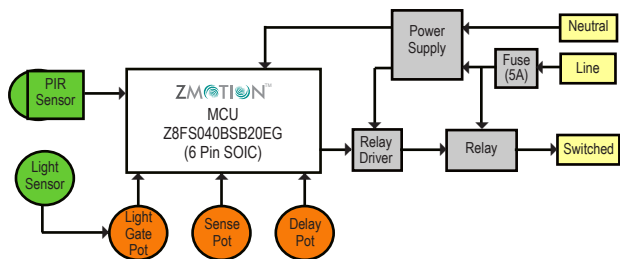 Neutral
Power
Supply
Fuse
(5A)
Line
PIR
Sensor
ZMOTION™
MCU
Z8FS040BSB20EG
(6 Pin SOIC)
Relay
Driver
Relay
Switched
Light
Sensor
Light
Gate
Pot
Sense
Pot
Delay
Pot